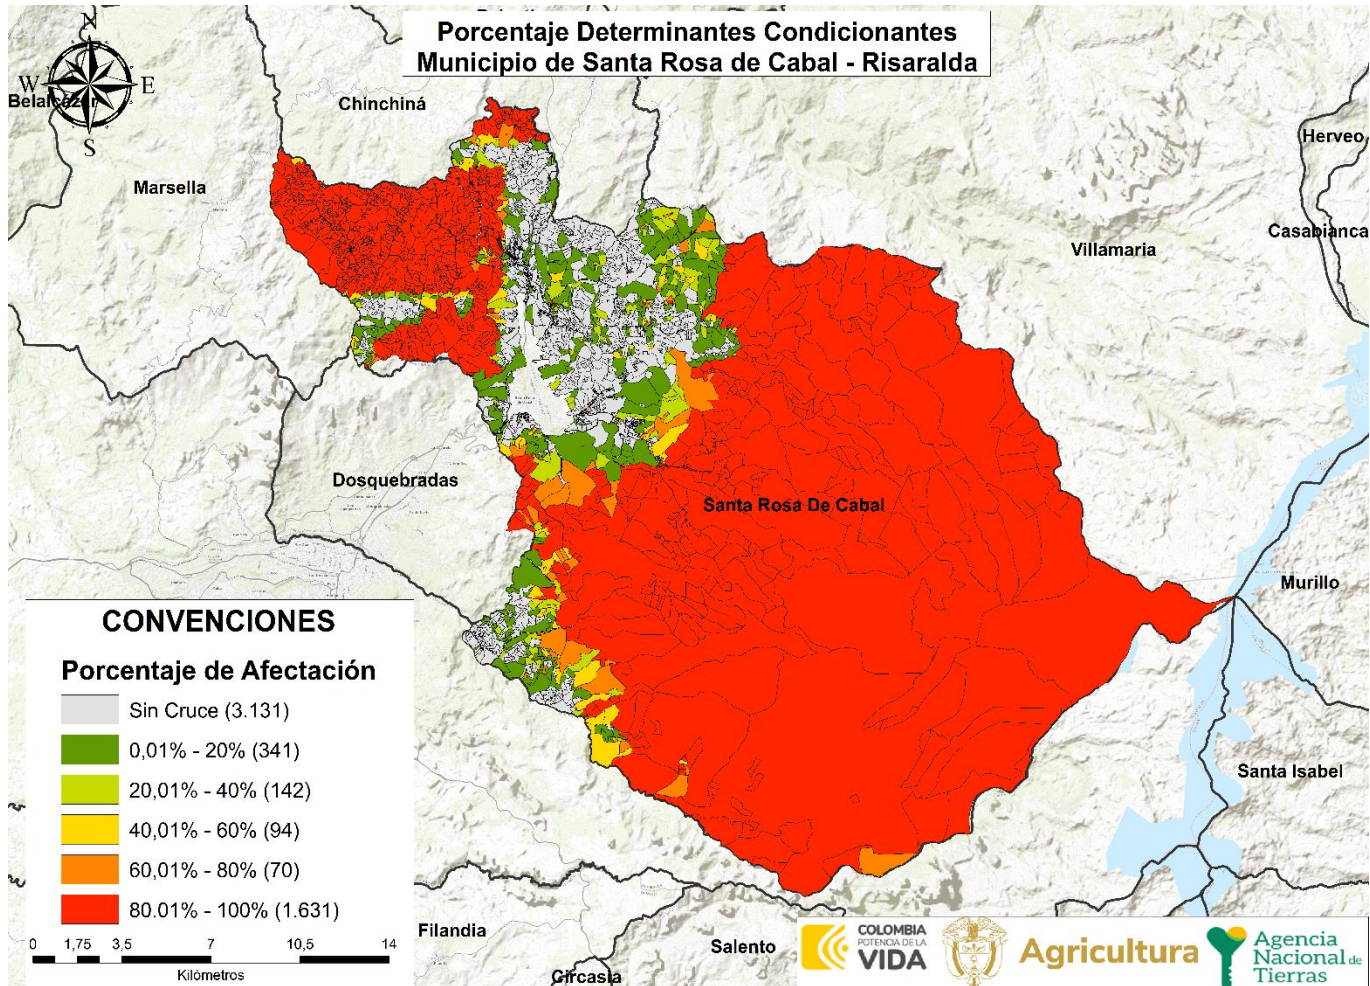 Porcentaje Determinantes Condicionantes
Municipio de Santa Rosa de Cabal - Risaralda
N
W
E
S
Belalcázar
Chinchiná
Marsella
Herveo
Casabianca
Villamaria
Dosquebradas
Santa Rosa De Cabal
Murillo
Santa Isabel
Filandia
Salento
Circasia
CONVENCIONES
Porcentaje de Afectación
Sin Cruce (3.131)
0,01% - 20% (341)
20,01% - 40% (142)
40,01% - 60% (94)
60,01% - 80% (70)
80.01% - 100% (1.631)
0 1,75 3,5 7 10,5 14
Kilómetros
COLOMBIA
POTENCIA DE LA
VIDA
Agricultura
Agencia
Nacional de
Tierras